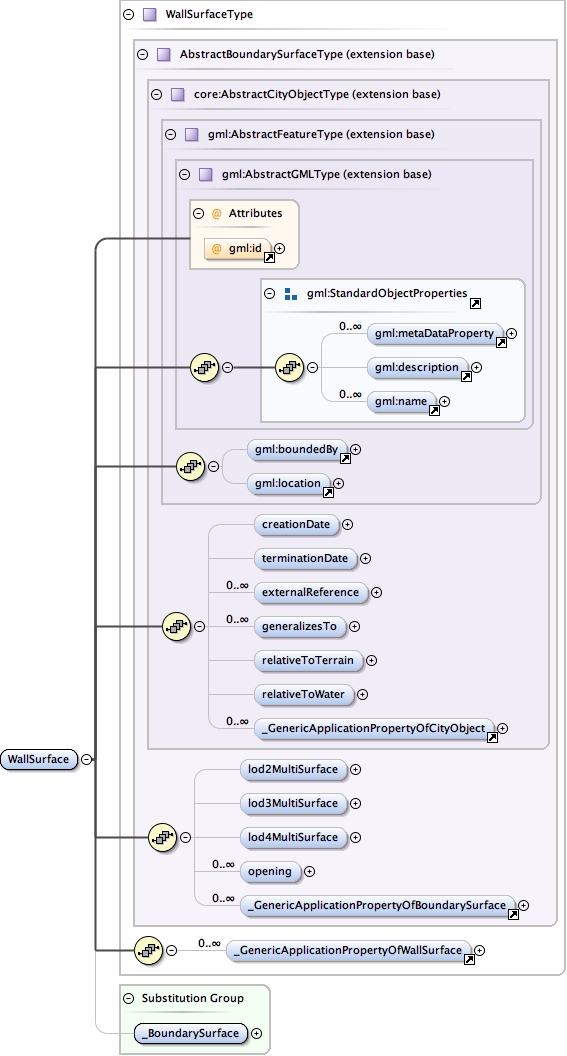 WallSurfaceType
AbstractBoundarySurfaceType (extension base)
core:AbstractCityObjectType (extension base)
gml:AbstractFeatureType (extension base)
gml:AbstractGMLType (extension base)
@ Attributes
@ gml:id
gml:StandardObjectProperties
0..∞ gml:metaDataProperty
gml:description
0..∞ gml:name
gml:boundedBy
gml:location
creationDate
terminationDate
0..∞ externalReference
0..∞ generalizesTo
relativeToTerrain
relativeToWater
0..∞ _GenericApplicationPropertyOfCityObject
WallSurface
lod2MultiSurface
lod3MultiSurface
lod4MultiSurface
0..∞ opening
0..∞ _GenericApplicationPropertyOfBoundarySurface
0..∞ _GenericApplicationPropertyOfWallSurface
Substitution Group
_BoundarySurface